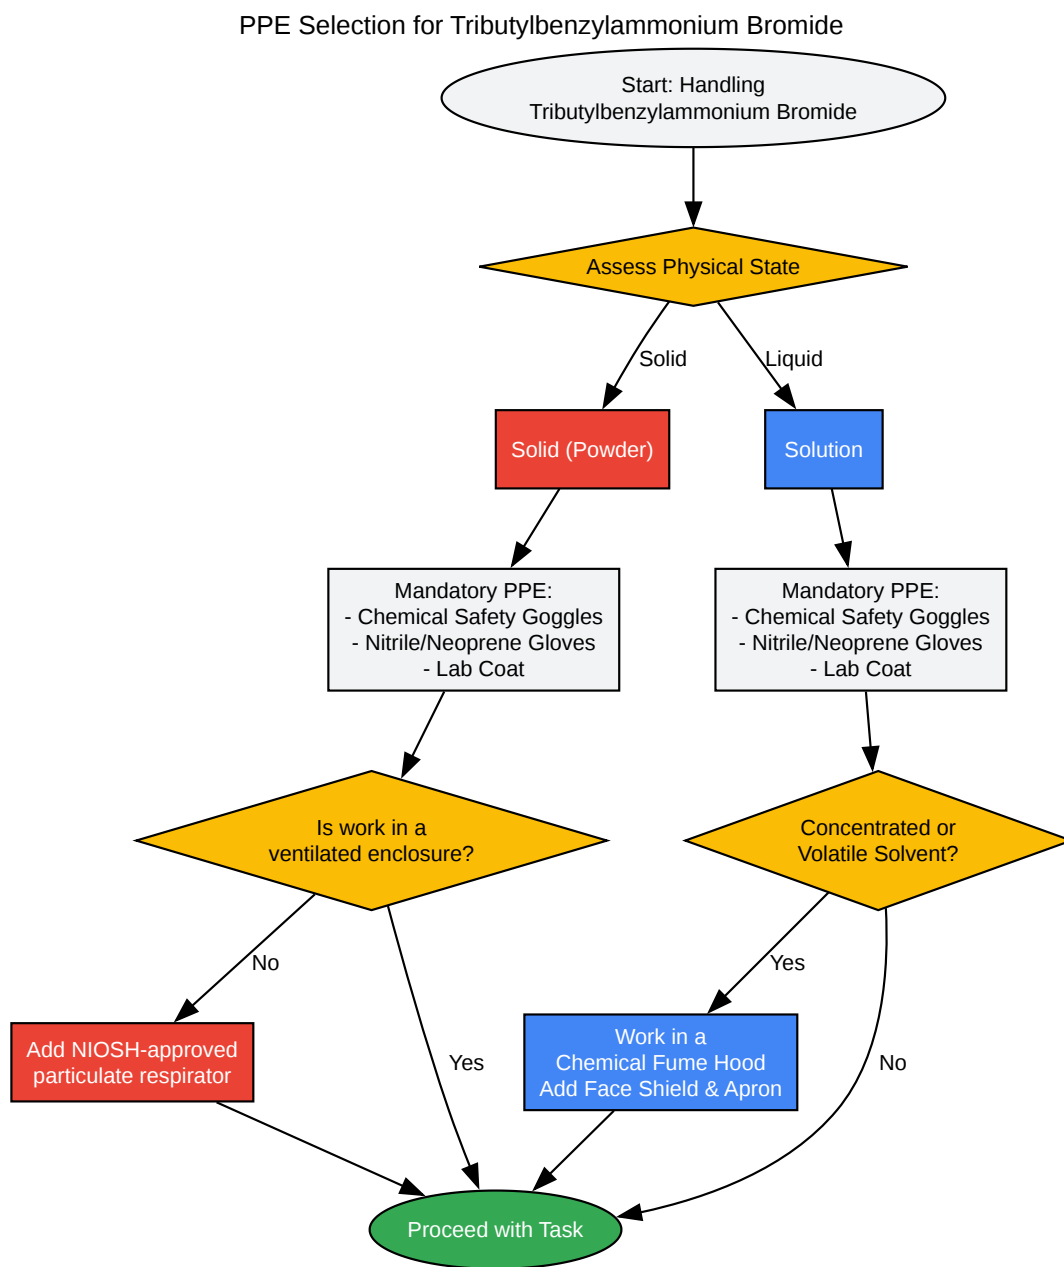 PPE Selection for Tributylbenzylammonium Bromide
Start: Handling
Tributylbenzylammonium Bromide
Assess Physical State
Solid
Liquid
Solid (Powder)
Solution
Mandatory PPE:
- Chemical Safety Goggles
- Nitrile/Neoprene Gloves
- Lab Coat
Mandatory PPE:
- Chemical Safety Goggles
- Nitrile/Neoprene Gloves
- Lab Coat
Is work in a
ventilated enclosure?
Concentrated or
Volatile Solvent?
No
Yes
Add NIOSH-approved
particulate respirator
Yes
Work in a
Chemical Fume Hood
Add Face Shield & Apron
No
Proceed with Task